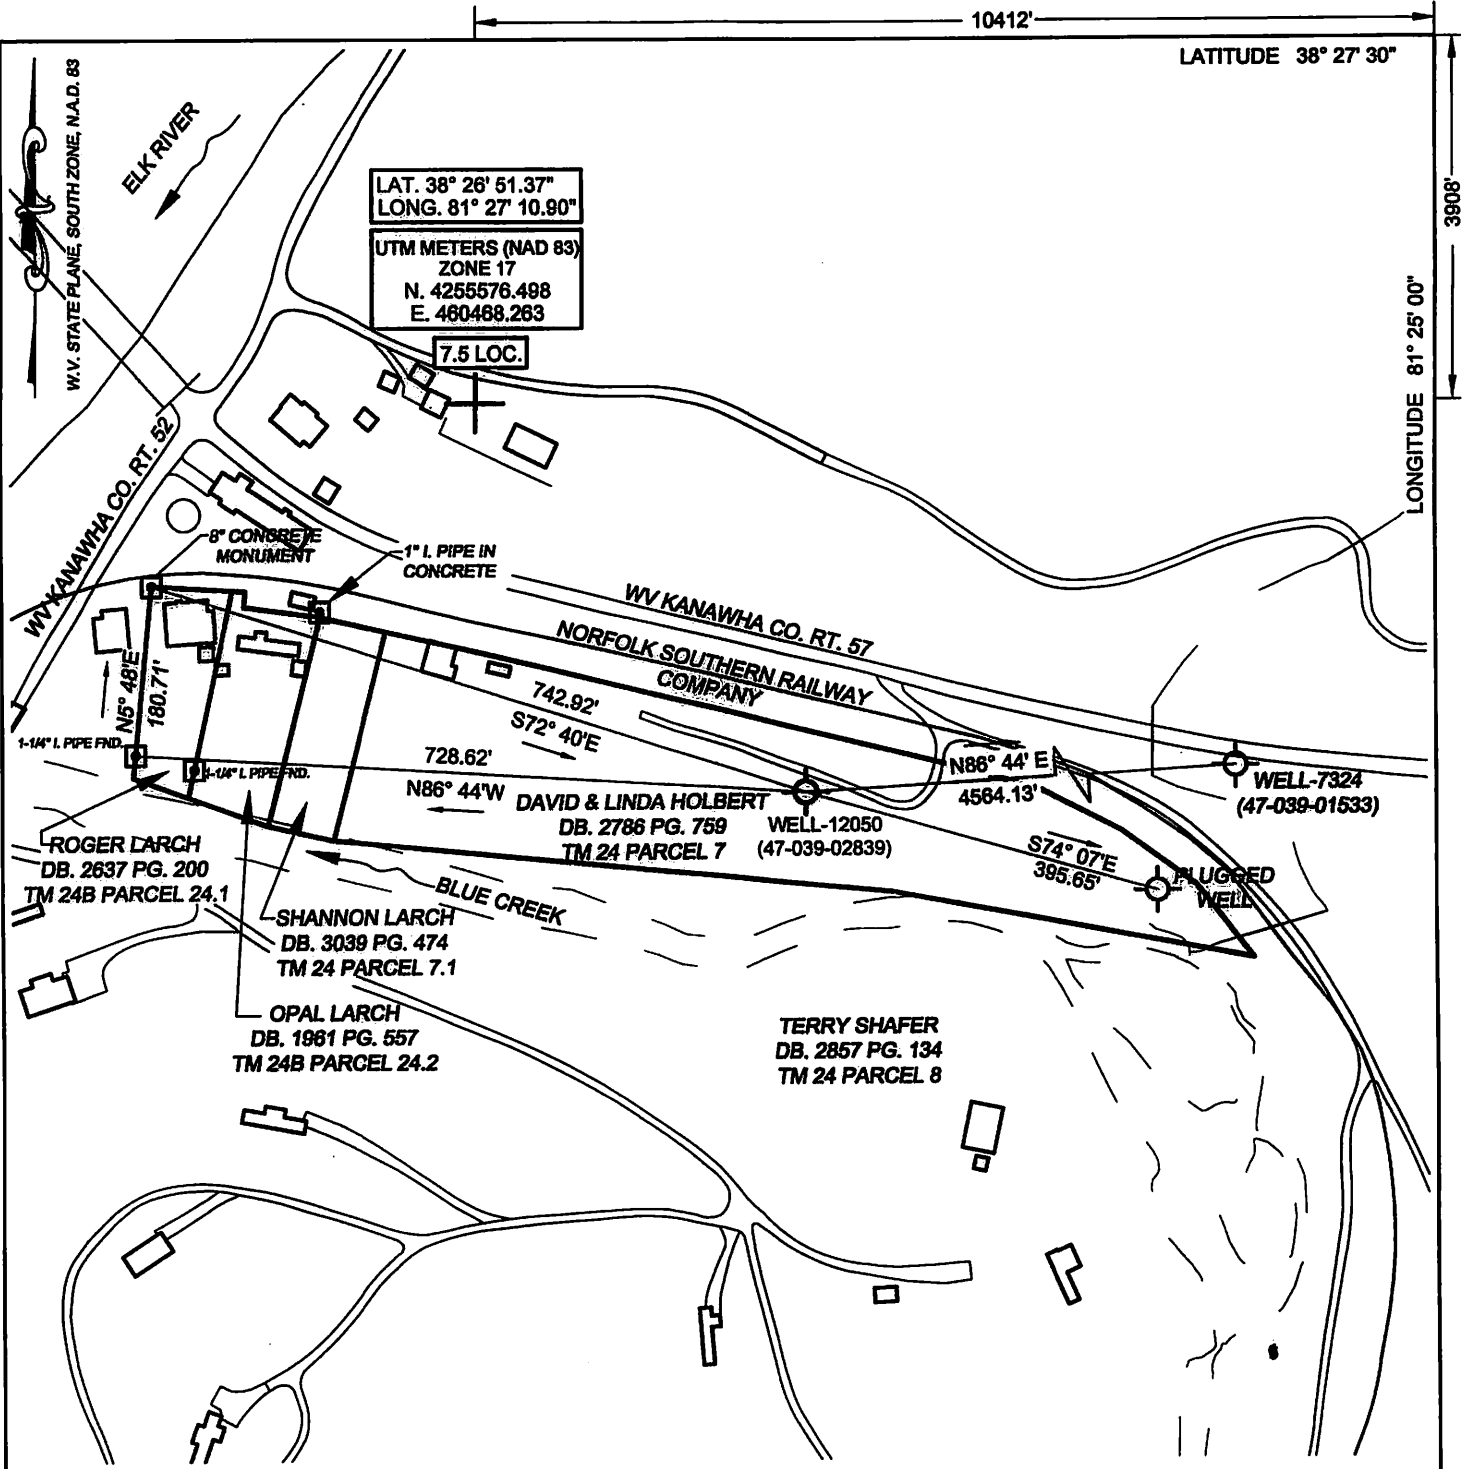 10412'
LATITUDE 38° 27' 30"
3908'
LONGITUDE 81° 25' 00"
W.V. STATE PLANE, SOUTH ZONE, N.A.D. 83
ELK RIVER
LAT. 38° 26' 51.37"
LONG. 81° 27' 10.90"
UTM METERS (NAD 83)
ZONE 17
N. 4255576.498
E. 460468.263
7.5 LOC.
WV KANAWHA CO. RT. 52
8" CONCRETE
MONUMENT
1" I. PIPE IN
CONCRETE
WV KANAWHA CO. RT. 57
NORFOLK SOUTHERN RAILWAY
COMPANY
N5° 48'E
180.71'
742.92'
S72° 40'E
1-1/4" I. PIPE FND.
1-1/4" I. PIPE FND.
728.62'
N86° 44'W
N86° 44' E
4564.13'
WELL-7324
(47-039-01533)
DAVID & LINDA HOLBERT
DB. 2786 PG. 759
TM 24 PARCEL 7
WELL-12050
(47-039-02839)
S74° 07'E
395.65'
PLUGGED
WELL
ROGER LARCH
DB. 2637 PG. 200
TM 24B PARCEL 24.1
BLUE CREEK
SHANNON LARCH
DB. 3039 PG. 474
TM 24 PARCEL 7.1
OPAL LARCH
DB. 1961 PG. 557
TM 24B PARCEL 24.2
TERRY SHAFER
DB. 2857 PG. 134
TM 24 PARCEL 8